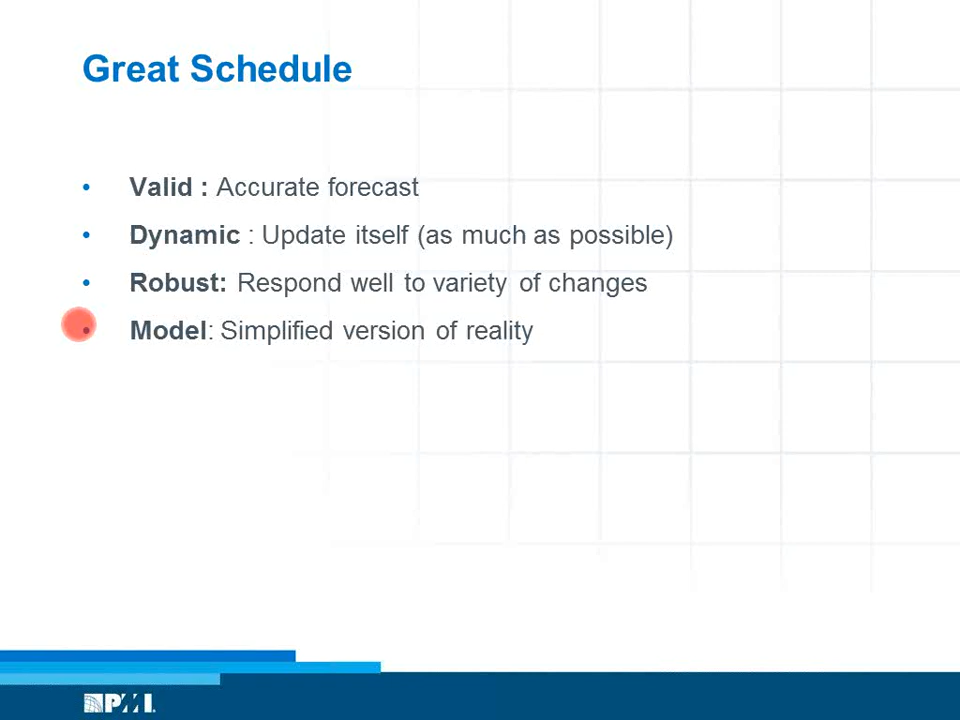 Great Schedule
• Valid : Accurate forecast
• Dynamic : Update itself (as much as possible)
• Robust: Respond well to variety of changes
• Model: Simplified version of reality
PMI